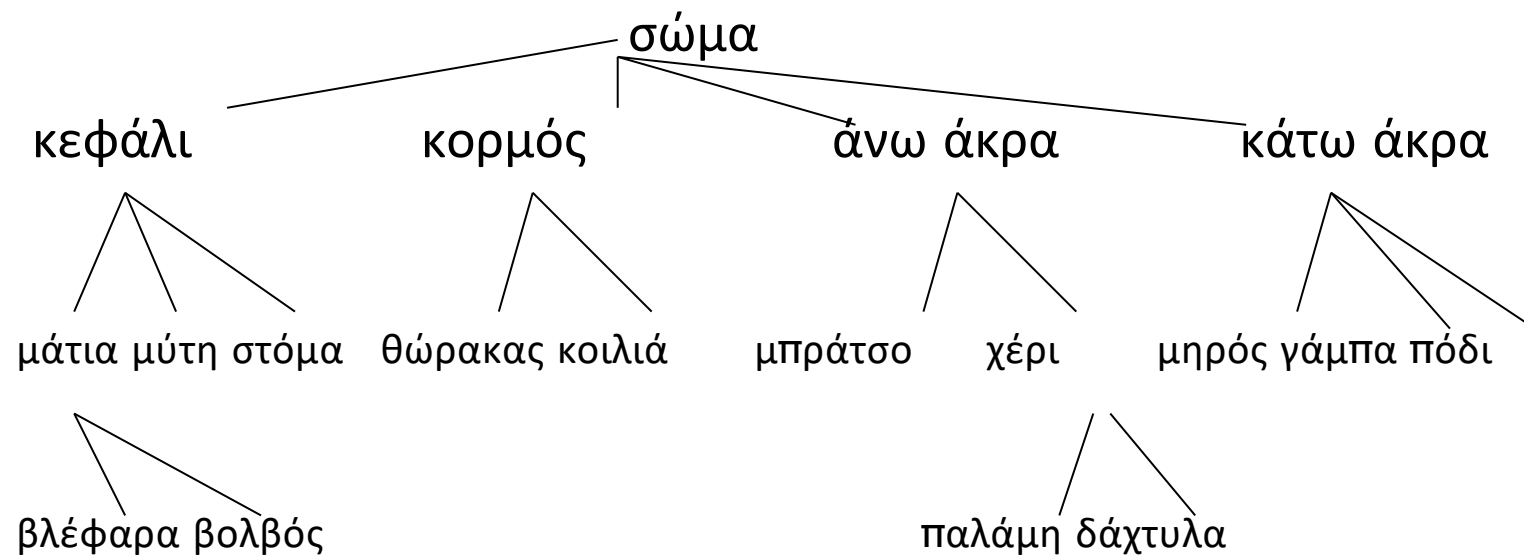 σώμα
κεφάλι κορμός άνω άκρα κάτω άκρα
μάτια μύτη στόμα θώρακας κοιλιά μπράτσο χέρι μηρός γάμπα πόδι
βλέφαρα βολβός παλάμη δάχτυλα